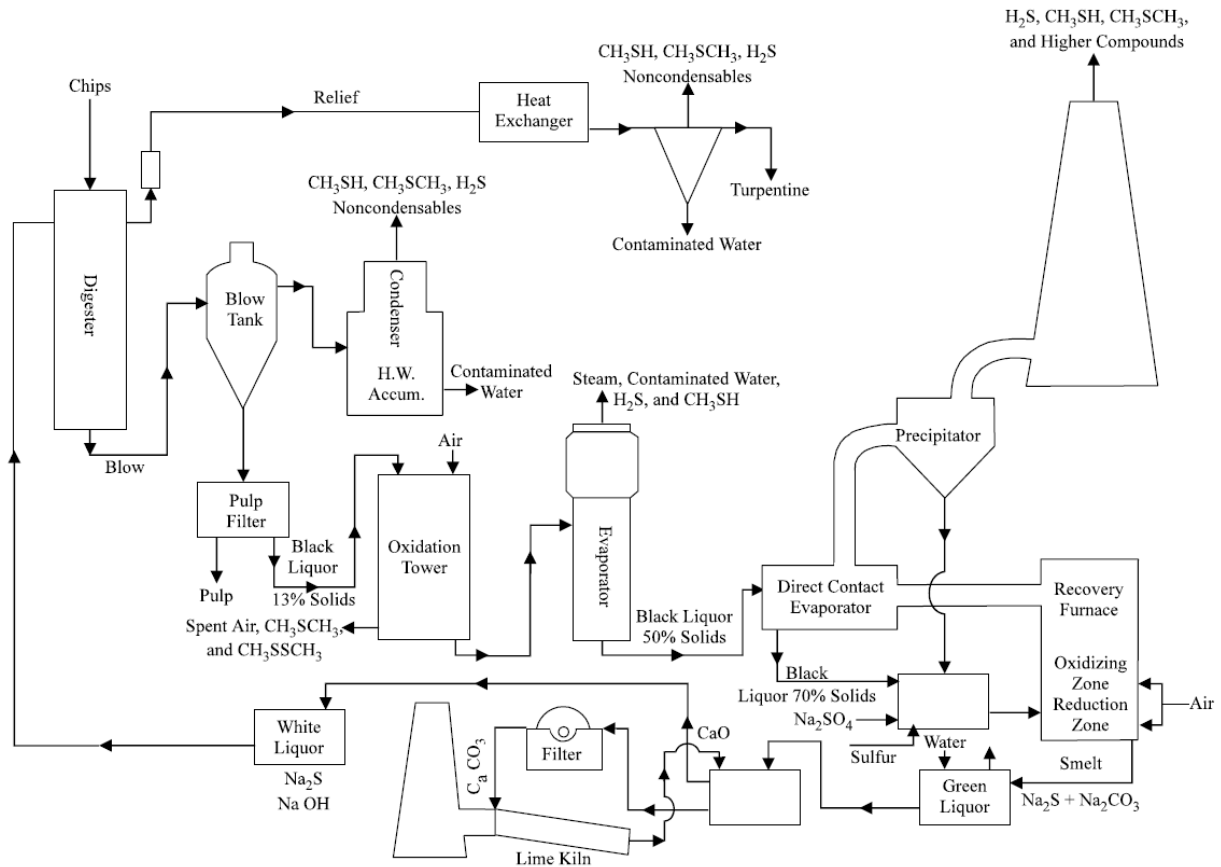 H₂S, CH₃SH, CH₃SCH₃,
and Higher Compounds
CH₃SH, CH₃SCH₃, H₂S
Noncondensables
Chips
Relief
Heat
Exchanger
Turpentine
Contaminated Water
CH₃SH, CH₃SCH₃, H₂S
Noncondensables
Digester
Blow
Tank
Condenser
H.W.
Accum.
Contaminated
Water
Steam, Contaminated Water,
H₂S, and CH₃SH
Precipitator
Blow
Air
Pulp
Filter
Black
Liquor
13% Solids
Oxidation
Tower
Evaporator
Pulp
Spent Air, CH₃SCH₃,
and CH₃SSCH₃
Black Liquor
50% Solids
Direct Contact
Evaporator
Recovery
Furnace
Oxidizing
Zone
Reduction
Zone
Air
Black
Liquor 70% Solids
Na₂SO₄
Sulfur
Water
Smelt
White
Liquor
Na₂S
Na OH
CₐCO₃
Filter
CaO
Green
Liquor
Na₂S + Na₂CO₃
Lime Kiln